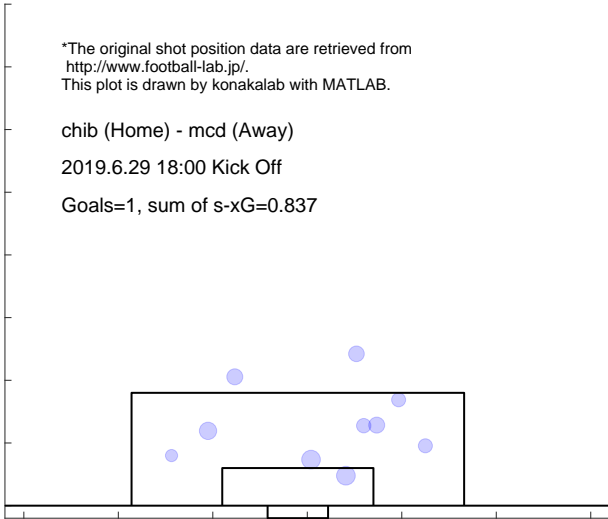 *The original shot position data are retrieved from
http://www.football-lab.jp/.
This plot is drawn by konakalab with MATLAB.
chib (Home) - mcd (Away)
2019.6.29 18:00 Kick Off
Goals=1, sum of s-xG=0.837